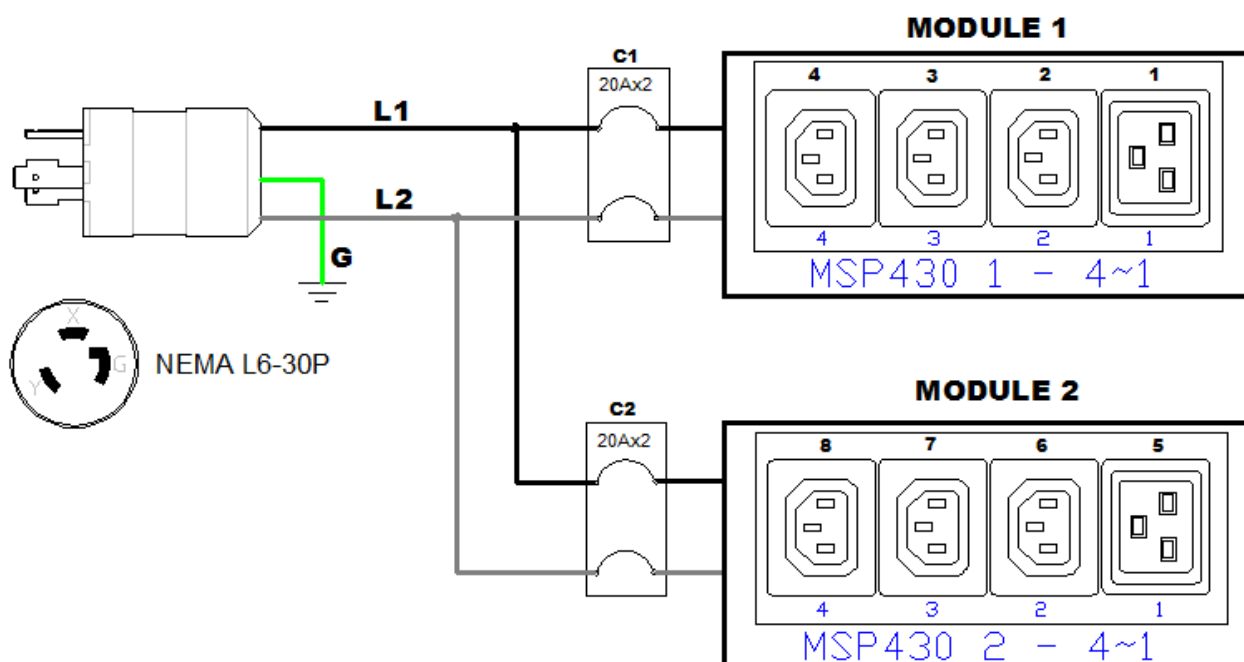 MODULE 1
C1
20Ax2
4 3 2 1
L1
L2
G
4 3 2 1
MSP430 1 - 4~1
X
G
Y
NEMA L6-30P
MODULE 2
C2
20Ax2
8 7 6 5
4 3 2 1
MSP430 2 - 4~1